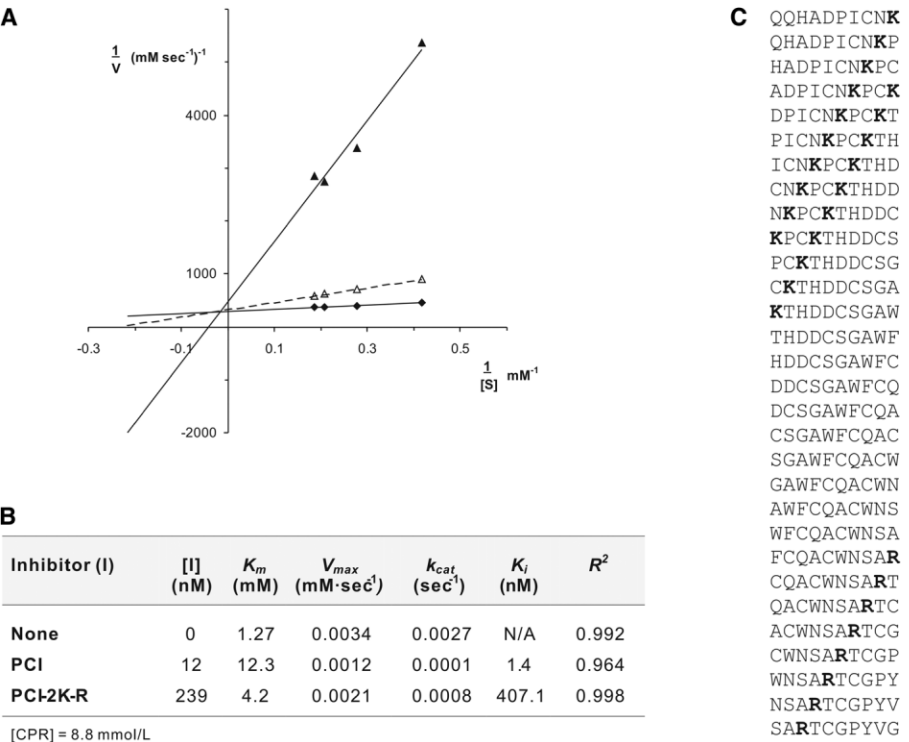 A
1
V (mM sec-1)-1
4000
1000
-0.3
-0.1
0.1
0.3
0.5
1
[S] mM-1
-2000
B
Inhibitor (I) [I] (nM) Km (mM) Vmax (mM·sec-1) kcat (sec-1) Ki (nM) R2
None 0 1.27 0.0034 0.0027 N/A 0.992
PCI 12 12.3 0.0012 0.0001 1.4 0.964
PCI-2K-R 239 4.2 0.0021 0.0008 407.1 0.998
[CPR] = 8.8 mmol/L
C
QQHADPICNK
QHADPICNKP
HADPICNKPC
ADPICNKPCK
DPICNKPCKT
PICNKPCKTH
ICNKPCKTHD
CNKPCKTHDD
NKPCKTHDDC
KPCKTHDDCS
PCKTHDDCSG
CKTHDDCSGA
KTHDDCSGAW
THDDCSGAWF
HDDCSGAWFC
DDCSGAWFCQ
DCSGAWFCQA
CSGAWFCQAC
SGAWFCQACW
GAWFCQACWN
AWFCQACWNS
WFCQACWNSA
FCQACWNSAR
CQACWNSART
QACWNSARTC
ACWNSARTCG
CWNSARTCGP
WNSARTCGPY
NSARTCGPYV
SARTCGPYVG